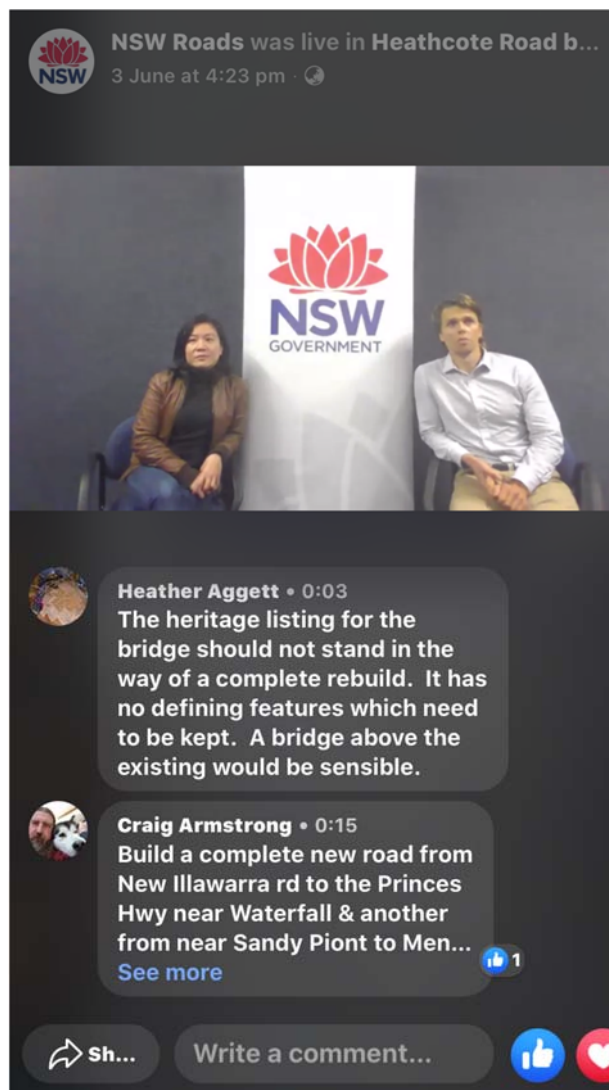 NSW Roads was live in Heathcote Road b...
3 June at 4:23 pm ·
NSW
NSW
GOVERNMENT
Heather Aggett • 0:03
The heritage listing for the
bridge should not stand in the
way of a complete rebuild.  It has
no defining features which need
to be kept.  A bridge above the
existing would be sensible.
Craig Armstrong • 0:15
Build a complete new road from
New Illawarra rd to the Princes
Hwy near Waterfall & another
from near Sandy Piont to Men...
See more
1
Sh...
Write a comment...